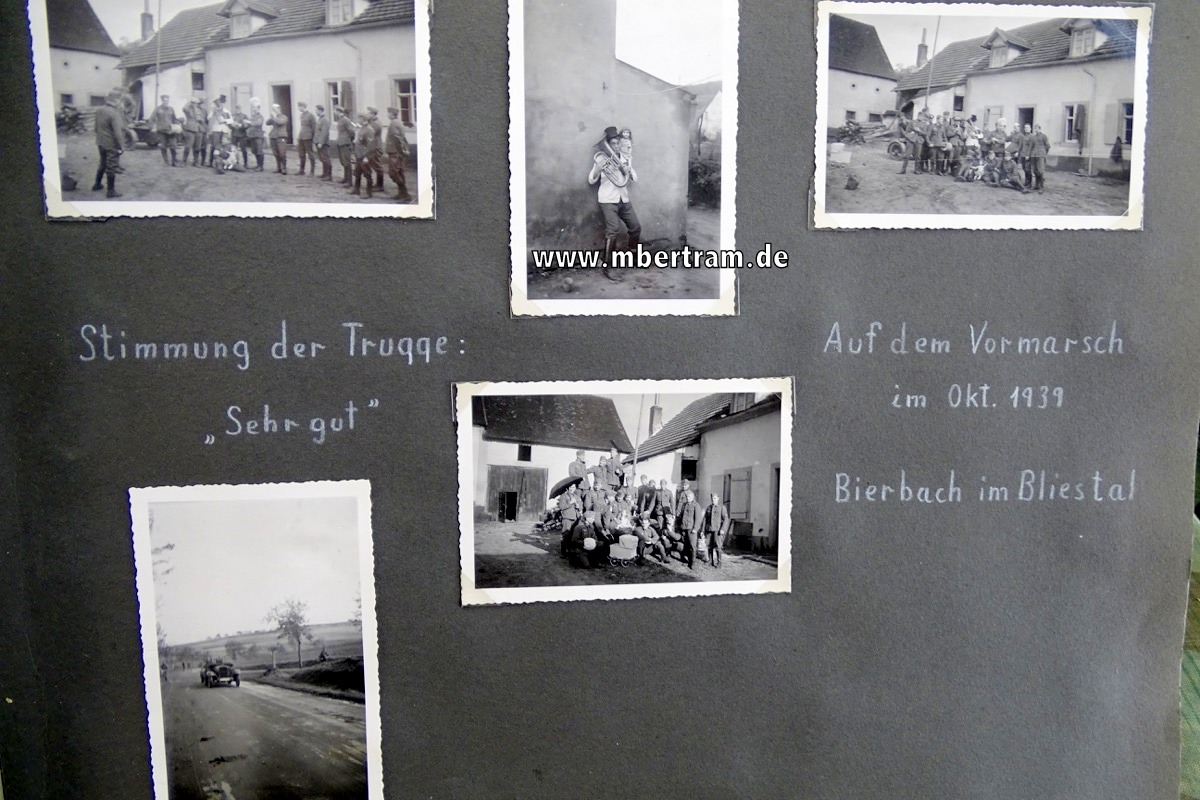 www.mbertram.de
Stimmung der Truqqe:
„Sehr gut"
Auf dem Vormarsch
im Okt. 1939
Bierbach im Bliestal